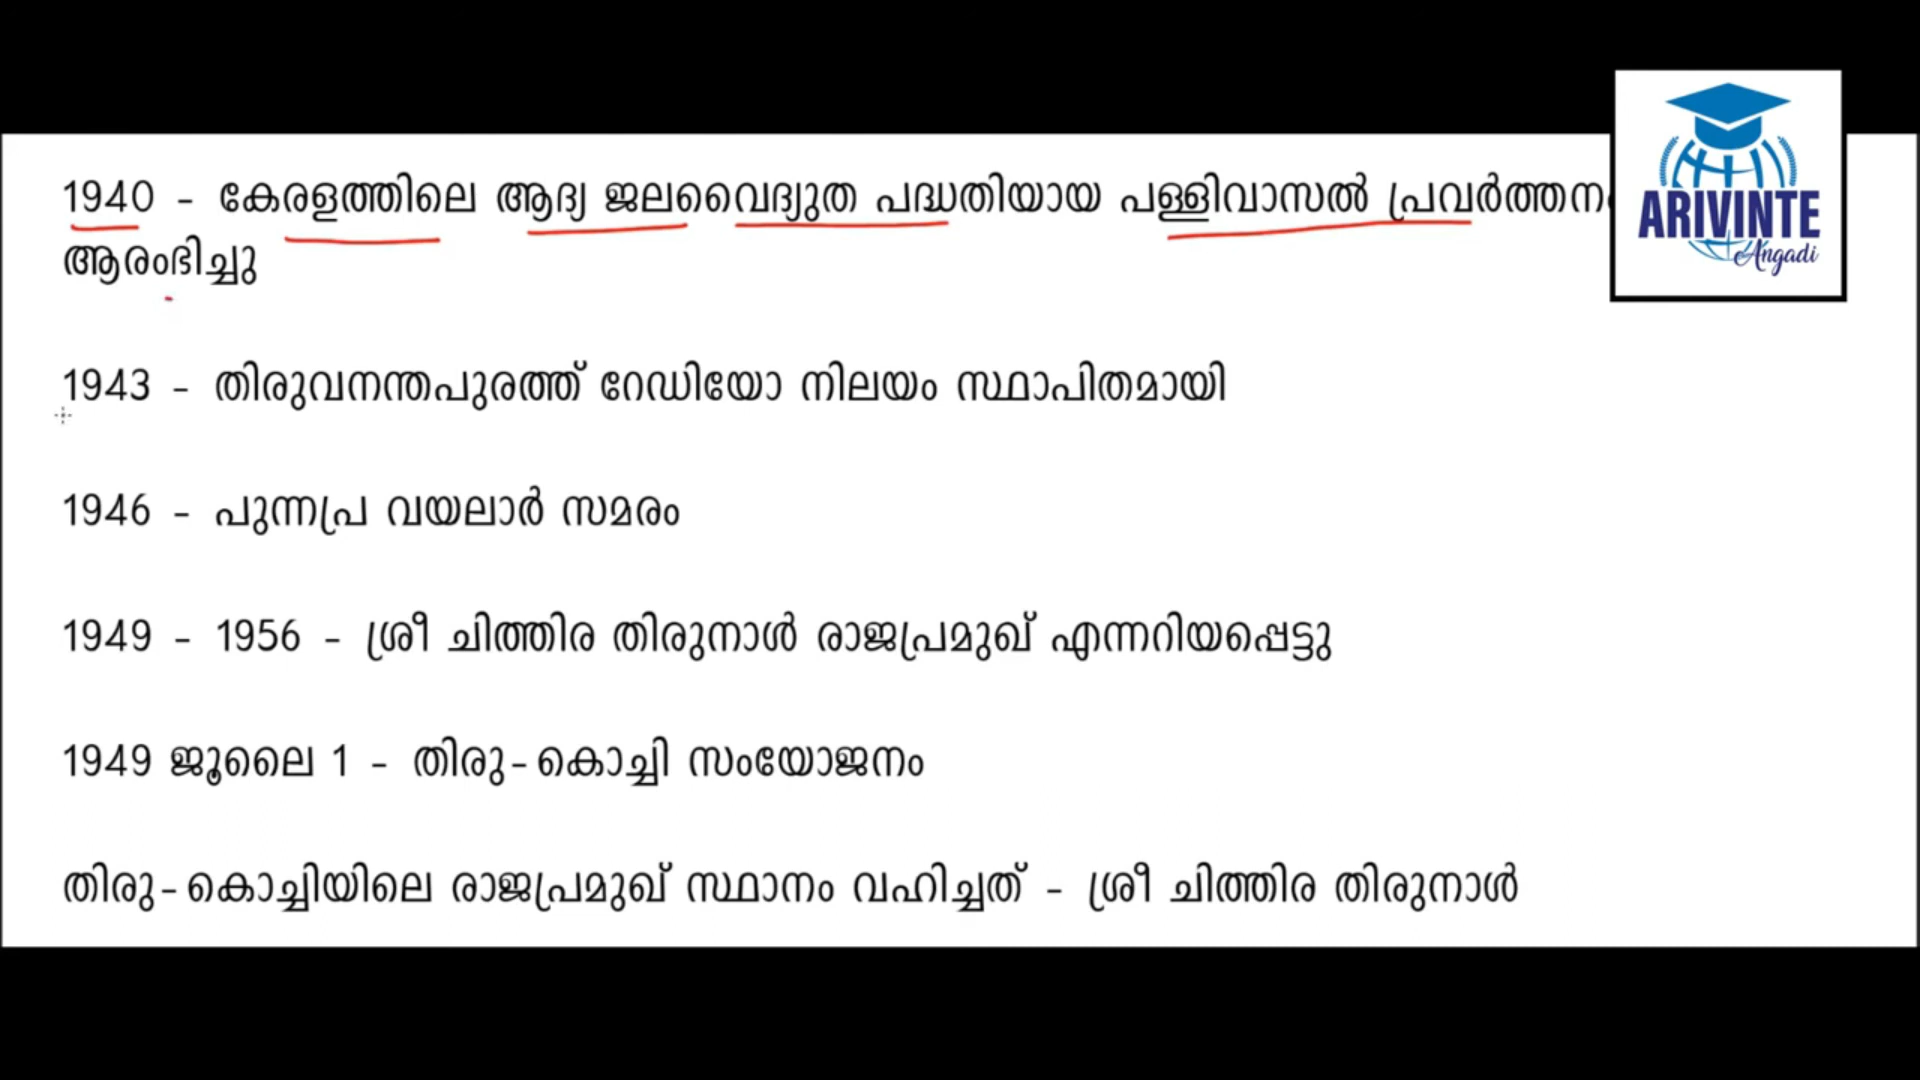 1940 - കേരളത്തിലെ ആദ്യ ജലവൈദ്യുത പദ്ധതിയായ പള്ളിവാസൽ പ്രവർത്തനം
ആരംഭിച്ചു
1943 - തിരുവനന്തപുരത്ത് റേഡിയോ നിലയം സ്ഥാപിതമായി
1946 - പുന്നപ്ര വയലാർ സമരം
1949 - 1956 - ശ്രീ ചിത്തിര തിരുനാൾ രാജപ്രമുഖ് എന്നറിയപ്പെട്ടു
1949 ജൂലൈ 1 - തിരു-കൊച്ചി സംയോജനം
തിരു-കൊച്ചിയിലെ രാജപ്രമുഖ് സ്ഥാനം വഹിച്ചത് - ശ്രീ ചിത്തിര തിരുനാൾ
ARIVINTE
Angadi